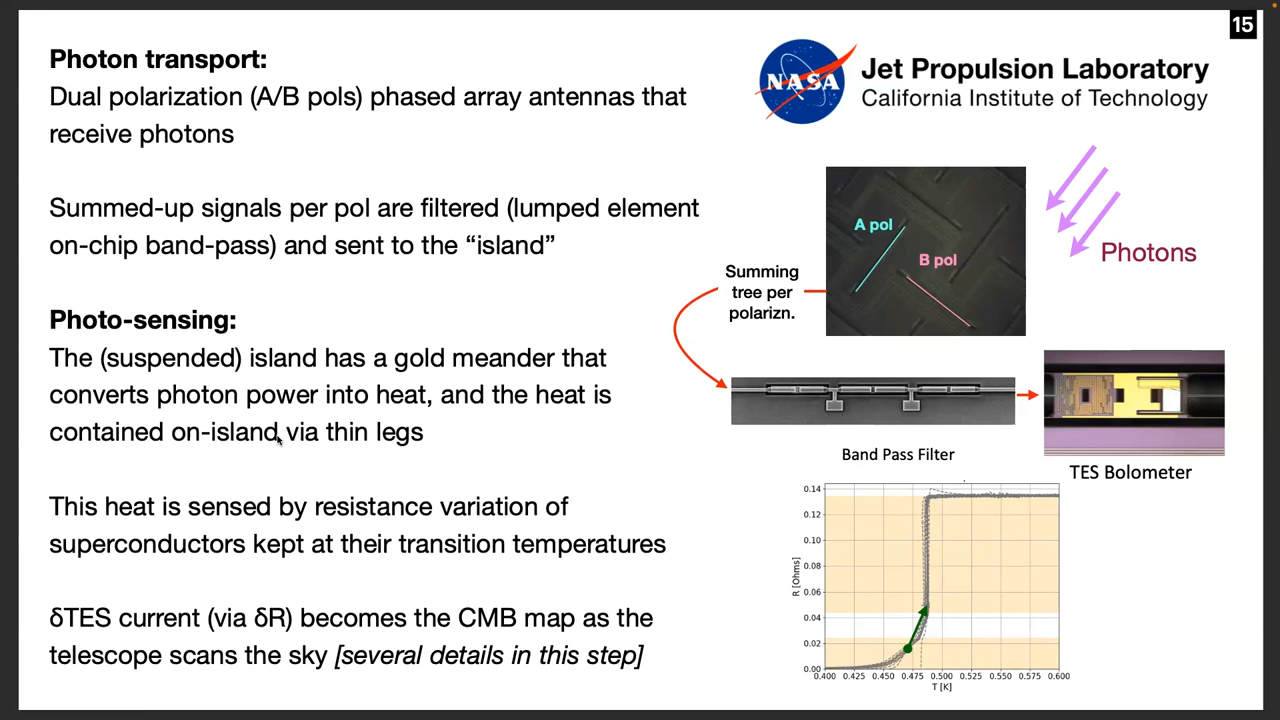 15
Photon transport:
Dual polarization (A/B pols) phased array antennas that
receive photons
Summed-up signals per pol are filtered (lumped element
on-chip band-pass) and sent to the “island”
Photo-sensing:
The (suspended) island has a gold meander that
converts photon power into heat, and the heat is
contained on-island via thin legs
This heat is sensed by resistance variation of
superconductors kept at their transition temperatures
δTES current (via δR) becomes the CMB map as the
telescope scans the sky [several details in this step]
NASA
Jet Propulsion Laboratory
California Institute of Technology
A pol
B pol
Photons
Summing
tree per
polarizn.
Band Pass Filter
TES Bolometer
0.14
0.12
0.10
0.08
0.06
0.04
0.02
0.00
R [Ohms]
0.400 0.425 0.450 0.475 0.500 0.525 0.550 0.575 0.600
T [K]